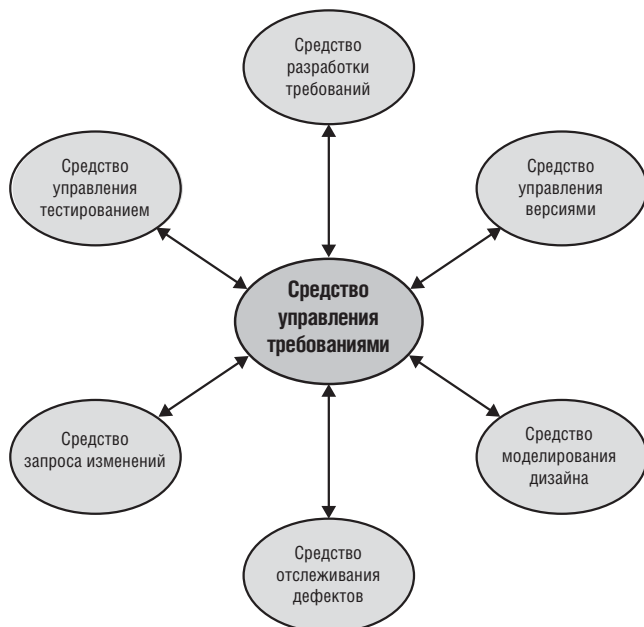 Средство
разработки
требований
Средство
управления
тестированием
Средство
управления
версиями
Средство
управления
требованиями
Средство
запроса изменений
Средство
моделирования
дизайна
Средство
отслеживания
дефектов